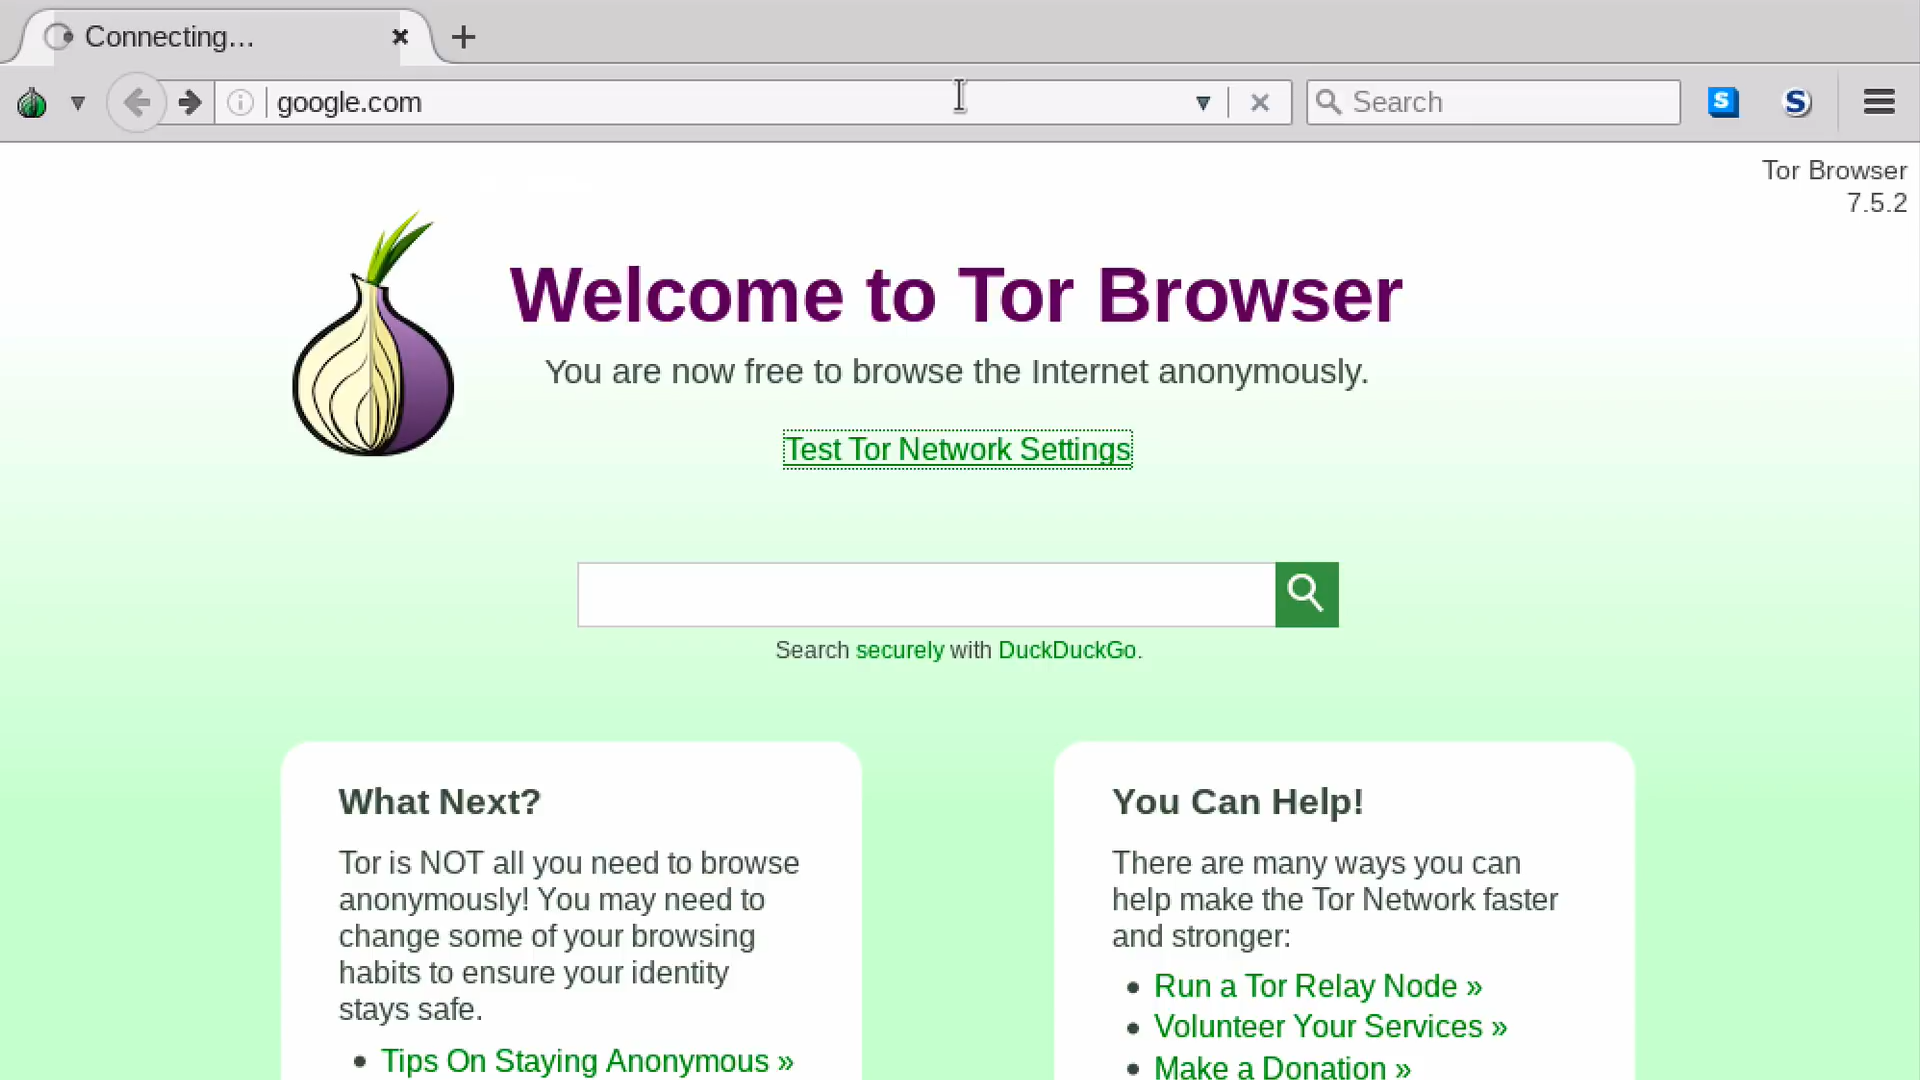 Connecting...
google.com
Search
S
S
Tor Browser
7.5.2
Welcome to Tor Browser
You are now free to browse the Internet anonymously.
Test Tor Network Settings
Search securely with DuckDuckGo.
What Next?
Tor is NOT all you need to browse
anonymously! You may need to
change some of your browsing
habits to ensure your identity
stays safe.
• Tips On Staying Anonymous »
You Can Help!
There are many ways you can
help make the Tor Network faster
and stronger:
• Run a Tor Relay Node »
• Volunteer Your Services »
• Make a Donation »